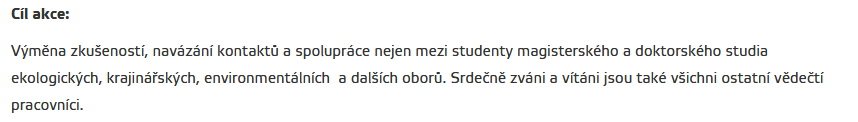 Cíl akce:
Výměna zkušeností, navázání kontaktů a spolupráce nejen mezi studenty magisterského a doktorského studia
ekologických, krajinářských, environmentálních  a dalších oborů. Srdečně zváni a vítáni jsou také všichni ostatní vědečtí
pracovníci.